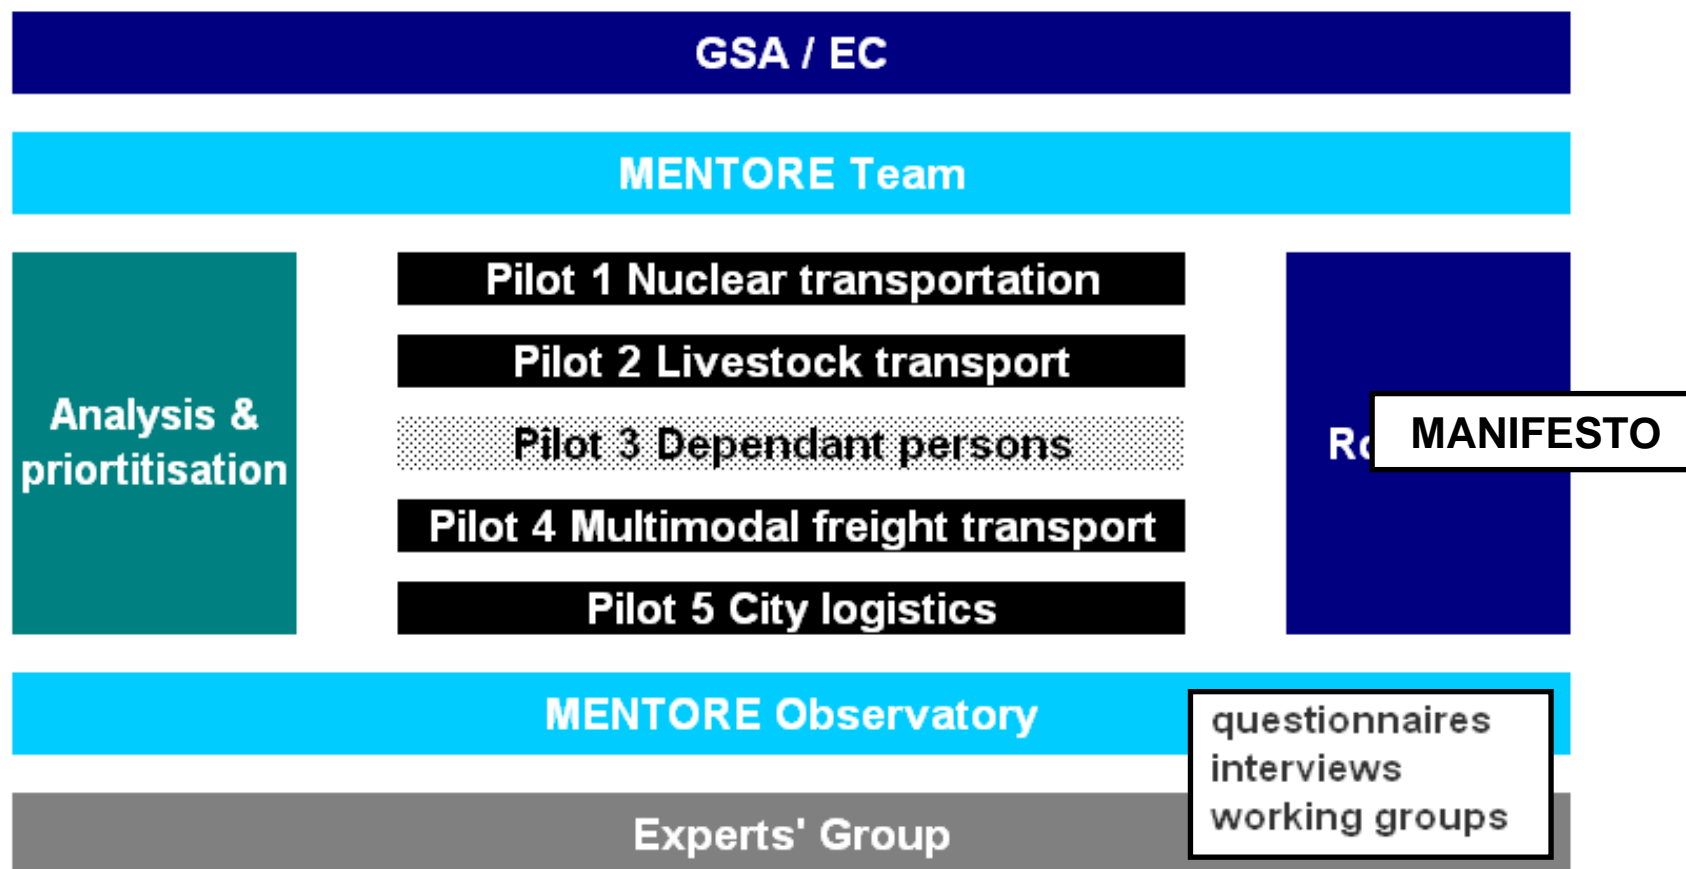 GSA / EC
MENTORE Team
Analysis &
priortitisation
Pilot 1 Nuclear transportation
Pilot 2 Livestock transport
Pilot 3 Dependant persons
Pilot 4 Multimodal freight transport
Pilot 5 City logistics
MANIFESTO
MENTORE Observatory
questionnaires
interviews
working groups
Experts' Group